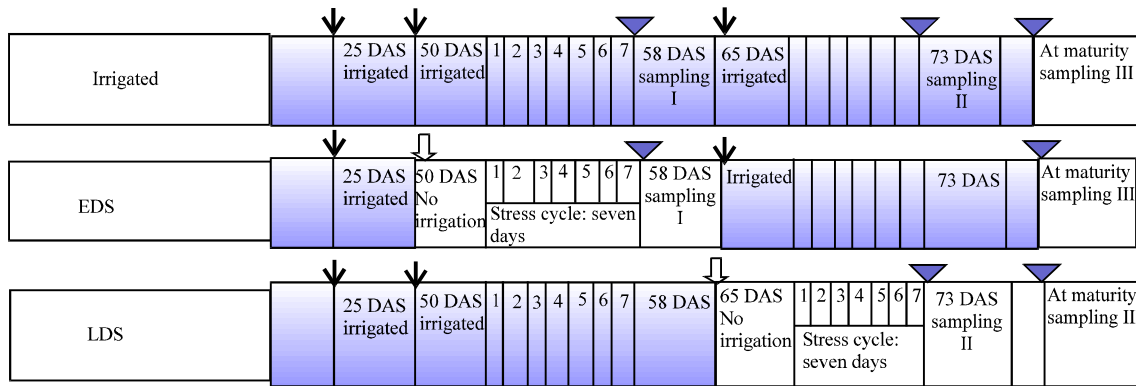 Irrigated
25 DAS
irrigated
50 DAS
irrigated
1 2 3 4 5 6 7
58 DAS
sampling
I
65 DAS
irrigated
73 DAS
sampling
II
At maturity
sampling III
EDS
25 DAS
irrigated
50 DAS
No
irrigation
1 2 3 4 5 6 7
Stress cycle: seven
days
58 DAS
sampling
I
Irrigated
73 DAS
At maturity
sampling III
LDS
25 DAS
irrigated
50 DAS
irrigated
1 2 3 4 5 6 7
58 DAS
65 DAS
No
irrigation
1 2 3 4 5 6 7
Stress cycle:
seven days
73 DAS
sampling
II
At maturity
sampling II